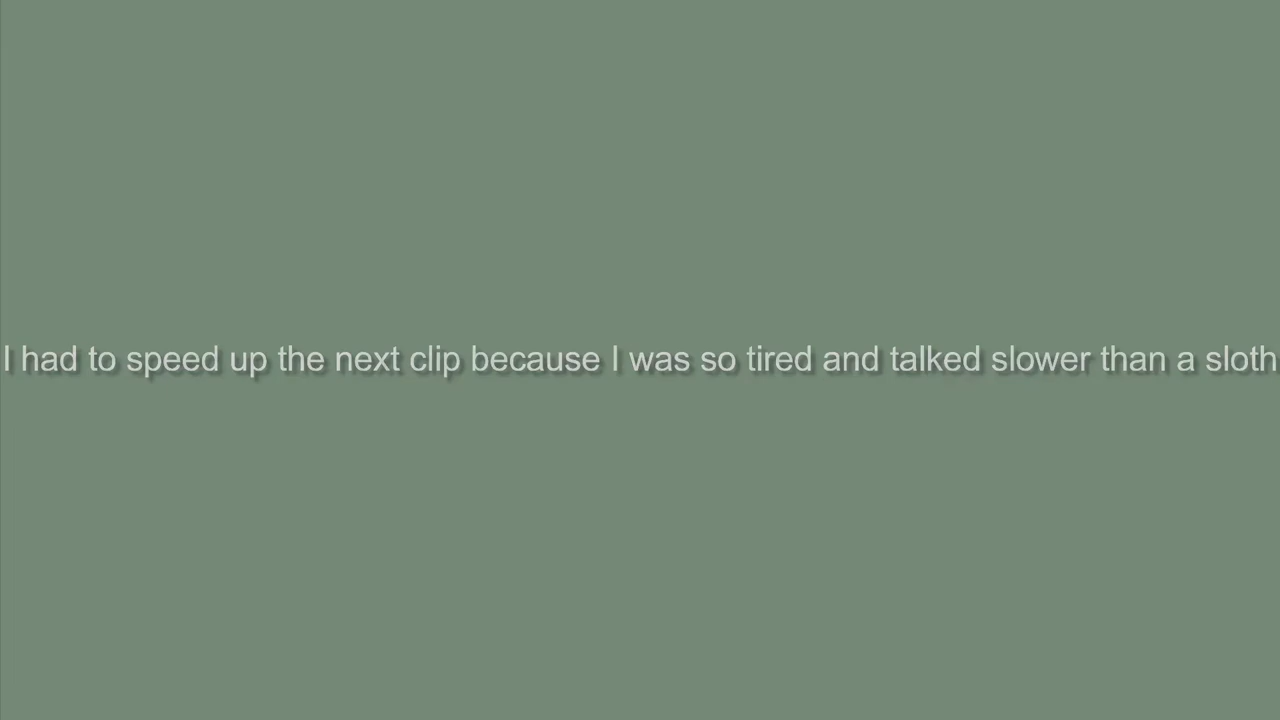 I had to speed up the next clip because I was so tired and talked slower than a sloth